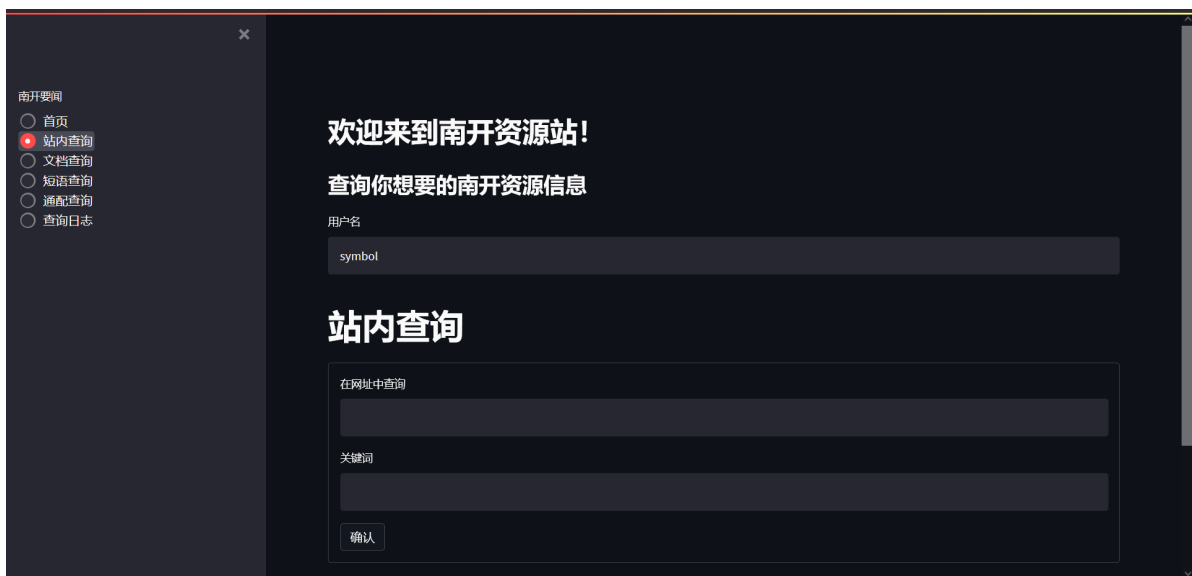 南开要闻
首页
站内查询
文档查询
短语查询
通配查询
查询日志
欢迎来到南开资源站!
查询你想要的南开资源信息
用户名
symbol
站内查询
在网址中查询
关键词
确认